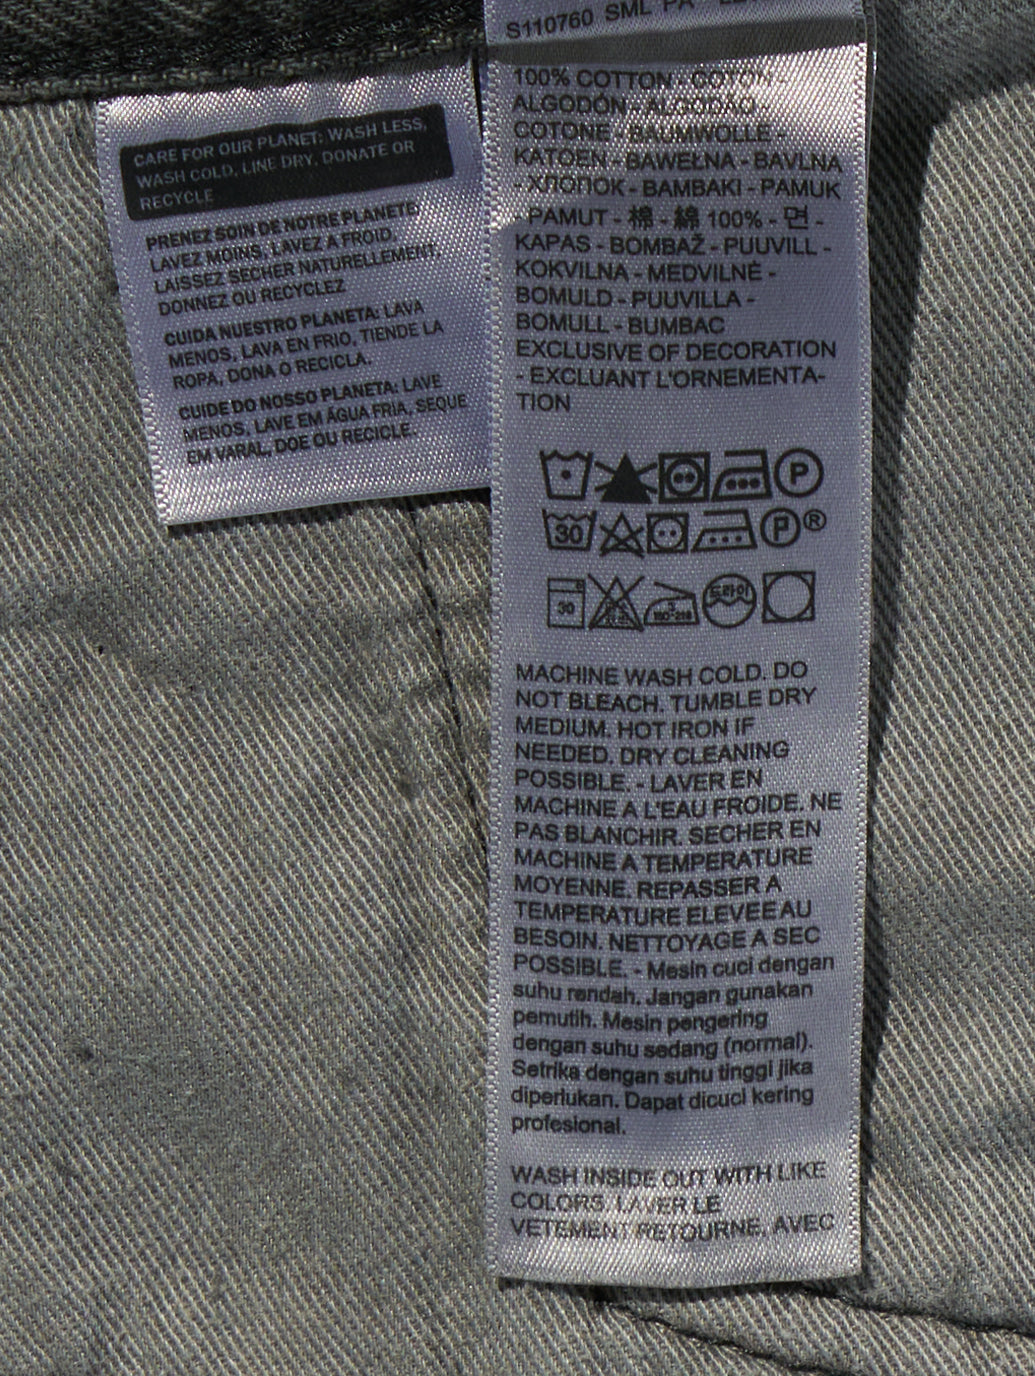 CARE FOR OUR PLANET: WASH LESS,
WASH COLD, LINE DRY, DONATE OR
RECYCLE
PRENEZ SOIN DE NOTRE PLANETE:
LAVEZ MOINS, LAVEZ A FROID,
LAISSEZ SECHER NATURELLEMENT,
DONNEZ OU RECYCLEZ
CUIDA NUESTRO PLANETA: LAVA
MENOS, LAVA EN FRIO, TIENDE LA
ROPA, DONA O RECICLA.
CUIDE DO NOSSO PLANETA: LAVE
MENOS, LAVE EM ÁGUA FRIA, SEQUE
EM VARAL, DOE OU RECICLE.
S110760 SML PA
100% COTTON - COTON -
ALGODÓN - ALGODÃO -
COTONE - BAUMWOLLE -
KATOEN - BAWEŁNA - BAVLNA
- ХЛОПОК - BAMBAKI - PAMUK
- PAMUT - 棉 - 綿 100% - 면 -
KAPAS - BOMBAŽ - PUUVILL -
KOKVILNA - MEDVILNĖ -
BOMULD - PUUVILLA -
BOMULL - BUMBAC
EXCLUSIVE OF DECORATION
- EXCLUANT L'ORNEMENTA-
TION
P
30 P ®
30 드라이
MACHINE WASH COLD. DO
NOT BLEACH. TUMBLE DRY
MEDIUM. HOT IRON IF
NEEDED. DRY CLEANING
POSSIBLE. - LAVER EN
MACHINE A L'EAU FROIDE. NE
PAS BLANCHIR. SECHER EN
MACHINE A TEMPERATURE
MOYENNE. REPASSER A
TEMPERATURE ELEVEE AU
BESOIN. NETTOYAGE A SEC
POSSIBLE. - Mesin cuci dengan
suhu rendah. Jangan gunakan
pemutih. Mesin pengering
dengan suhu sedang (normal).
Setrika dengan suhu tinggi jika
diperlukan. Dapat dicuci kering
profesional.
WASH INSIDE OUT WITH LIKE
COLORS. LAVER LE
VETEMENT RETOURNE, AVEC